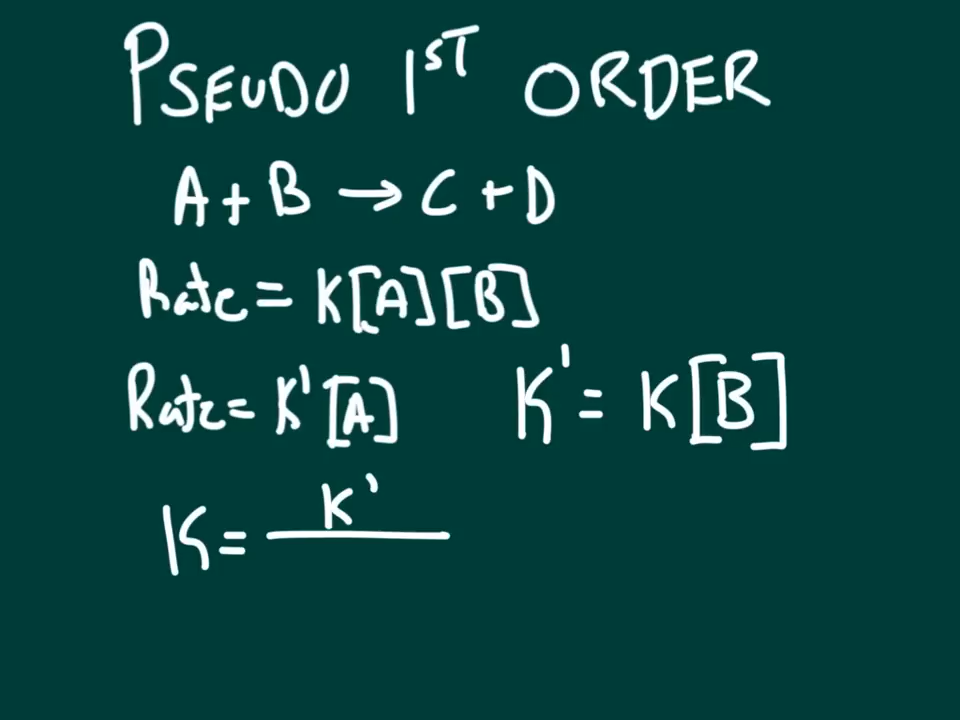 PSEUDO 1ST ORDER
A + B → C + D
Rate = K[A][B]
Rate = K'[A]    K' = K[B]
K = K' /